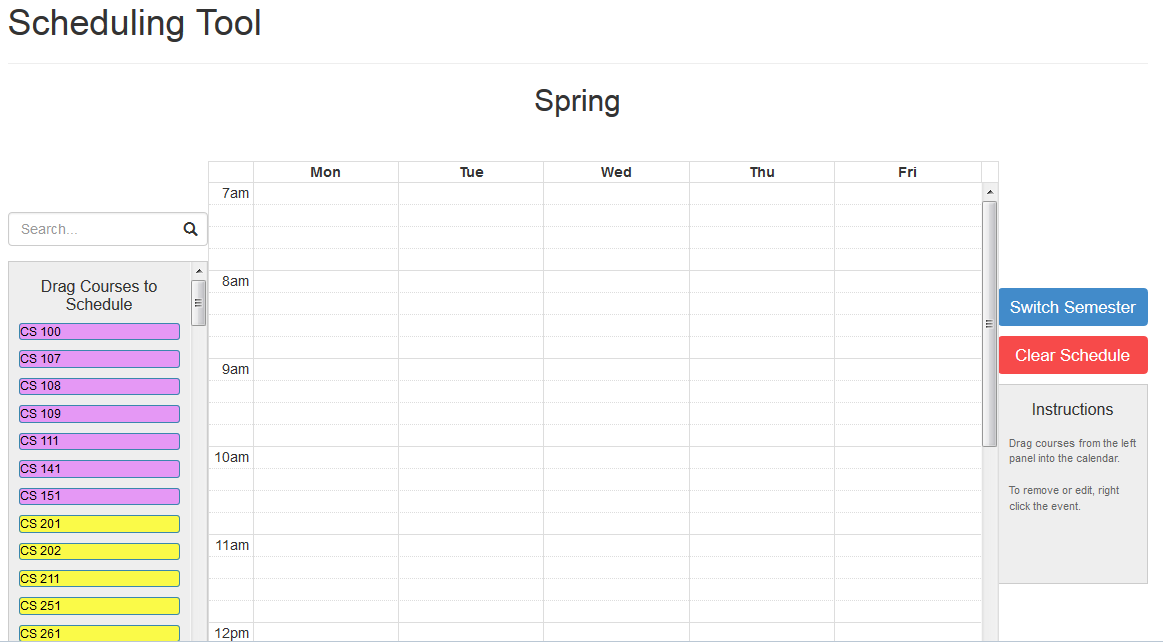 Scheduling Tool
Spring
Mon Tue Wed Thu Fri
7am
8am
9am
10am
11am
12pm
Search...
Drag Courses to
Schedule
CS 100
CS 107
CS 108
CS 109
CS 111
CS 141
CS 151
CS 201
CS 202
CS 211
CS 251
CS 261
Switch Semester
Clear Schedule
Instructions
Drag courses from the left
panel into the calendar.
To remove or edit, right
click the event.